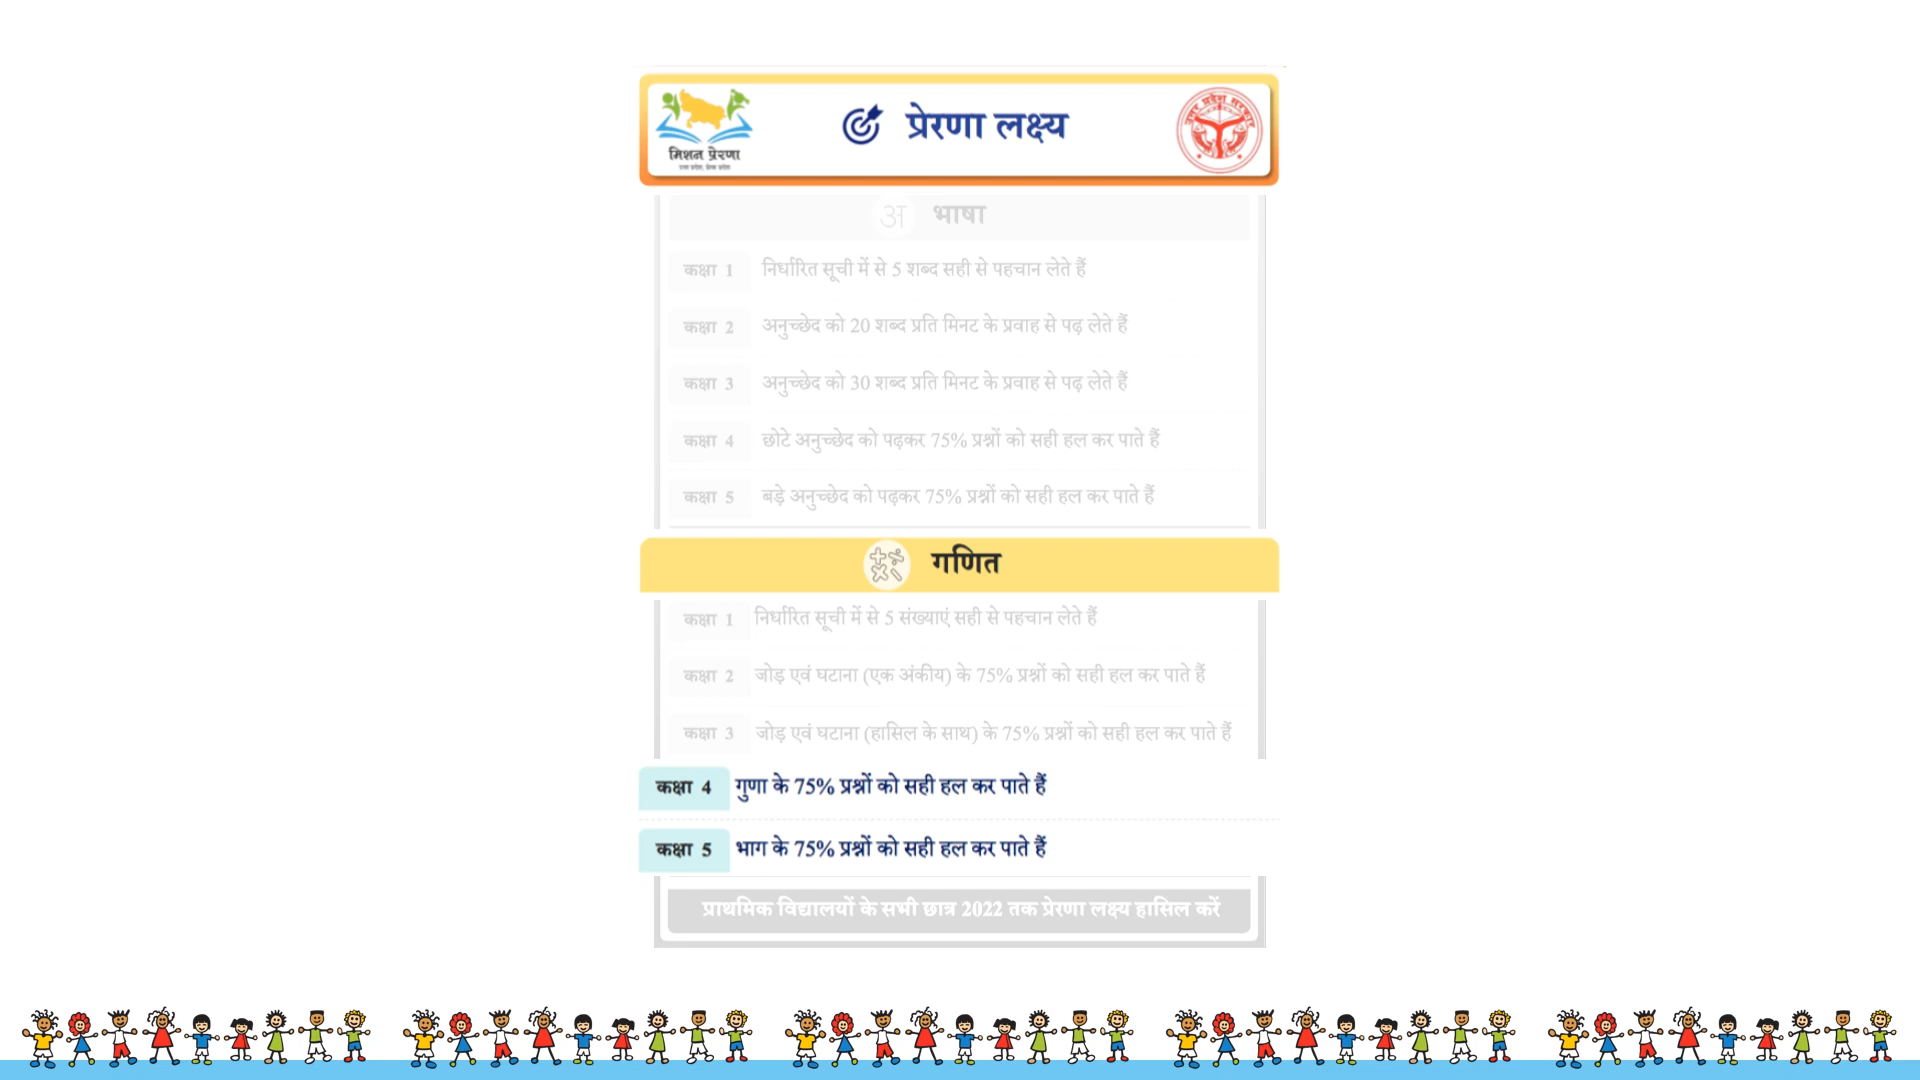 मिशन प्रेरणा
प्रेरणा लक्ष्य
उत्तर प्रदेश सरकार
अ भाषा
कक्षा 1 निर्धारित सूची में से 5 शब्द सही से पहचान लेते हैं
कक्षा 2 अनुच्छेद को 20 शब्द प्रति मिनट के प्रवाह से पढ़ लेते हैं
कक्षा 3 अनुच्छेद को 30 शब्द प्रति मिनट के प्रवाह से पढ़ लेते हैं
कक्षा 4 छोटे अनुच्छेद को पढ़कर 75% प्रश्नों को सही हल कर पाते हैं
कक्षा 5 बड़े अनुच्छेद को पढ़कर 75% प्रश्नों को सही हल कर पाते हैं
गणित
कक्षा 1 निर्धारित सूची में से 5 संख्याएं सही से पहचान लेते हैं
कक्षा 2 जोड़ एवं घटाना (एक अंकीय) के 75% प्रश्नों को सही हल कर पाते हैं
कक्षा 3 जोड़ एवं घटाना (हासिल के साथ) के 75% प्रश्नों को सही हल कर पाते हैं
कक्षा 4 गुणा के 75% प्रश्नों को सही हल कर पाते हैं
कक्षा 5 भाग के 75% प्रश्नों को सही हल कर पाते हैं
प्राथमिक विद्यालयों के सभी छात्र 2022 तक प्रेरणा लक्ष्य हासिल करें